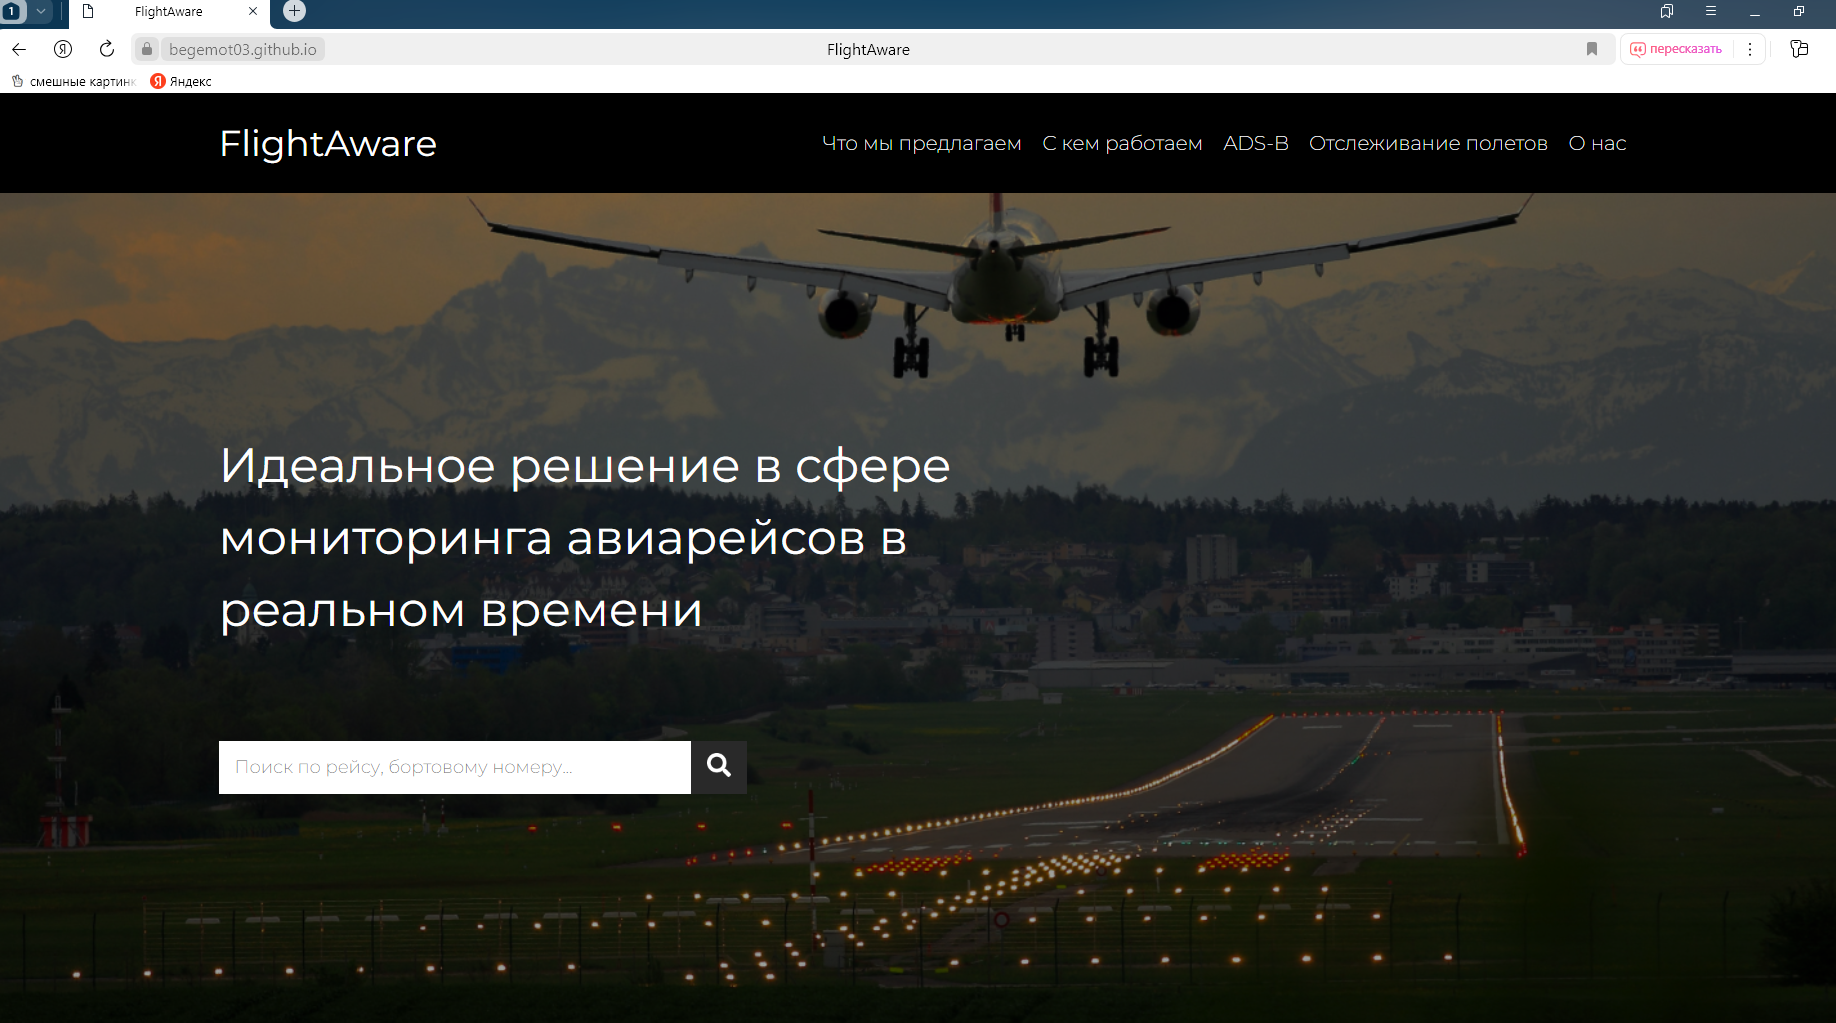 1
FlightAware
begemot03.github.io
FlightAware
пересказать
смешные картинк
Яндекс
FlightAware
Что мы предлагаем
С кем работаем
ADS-B
Отслеживание полетов
О нас
Идеальное решение в сфере
мониторинга авиарейсов в
реальном времени
Поиск по рейсу, бортовому номеру...